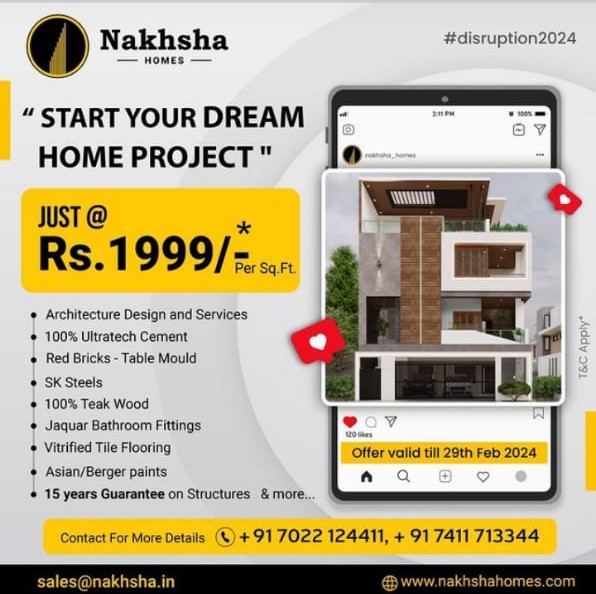 Nakhsha
HOMES
#disruption2024
“ START YOUR DREAM
HOME PROJECT "
JUST @
Rs.1999/-*
Per Sq.Ft.
Architecture Design and Services
100% Ultratech Cement
Red Bricks - Table Mould
SK Steels
100% Teak Wood
Jaquar Bathroom Fittings
Vitrified Tile Flooring
Asian/Berger paints
15 years Guarantee on Structures & more...
3:11 PM
100%
nakhsha_homes
T&C Apply*
120 likes
Offer valid till 29th Feb 2024
Contact For More Details + 91 7022 124411, + 91 7411 713344
sales@nakhsha.in
www.nakhshahomes.com